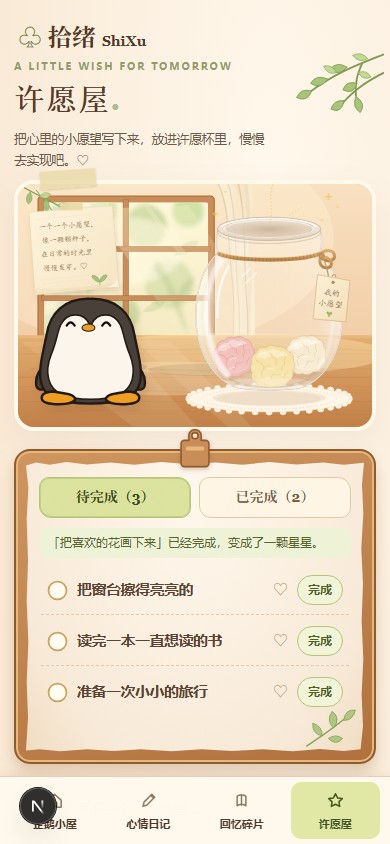 拾绪 ShiXu
A LITTLE WISH FOR TOMORROW
许愿屋
把心里的小愿望写下来，放进许愿杯里，慢慢
去实现吧。♡
一个一个小愿望，
像一颗颗种子，
在日常的时光里
慢慢发芽。♡
我的
小愿望
待完成（3）
已完成（2）
「把喜欢的花画下来」已经完成，变成了一颗星星。
把窗台擦得亮亮的 ♡ 完成
读完一本一直想读的书 ♡ 完成
准备一次小小的旅行 ♡ 完成
N
企鹅小屋 心情日记 回忆碎片 许愿屋